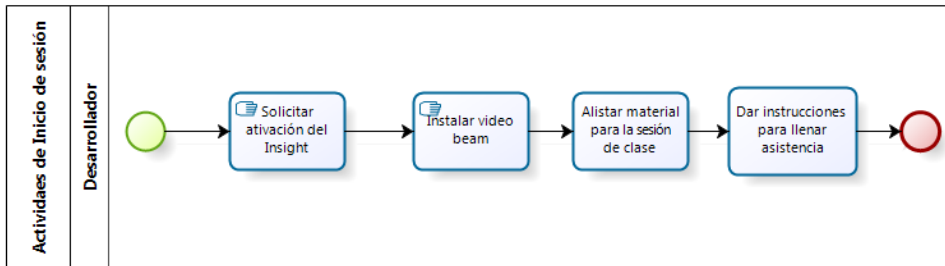 Actividaes de Inicio de sesión
Desarrollador
Solicitar
ativación del
Insight
Instalar video
beam
Alistar material
para la sesión
de clase
Dar instrucciones
para llenar
asistencia